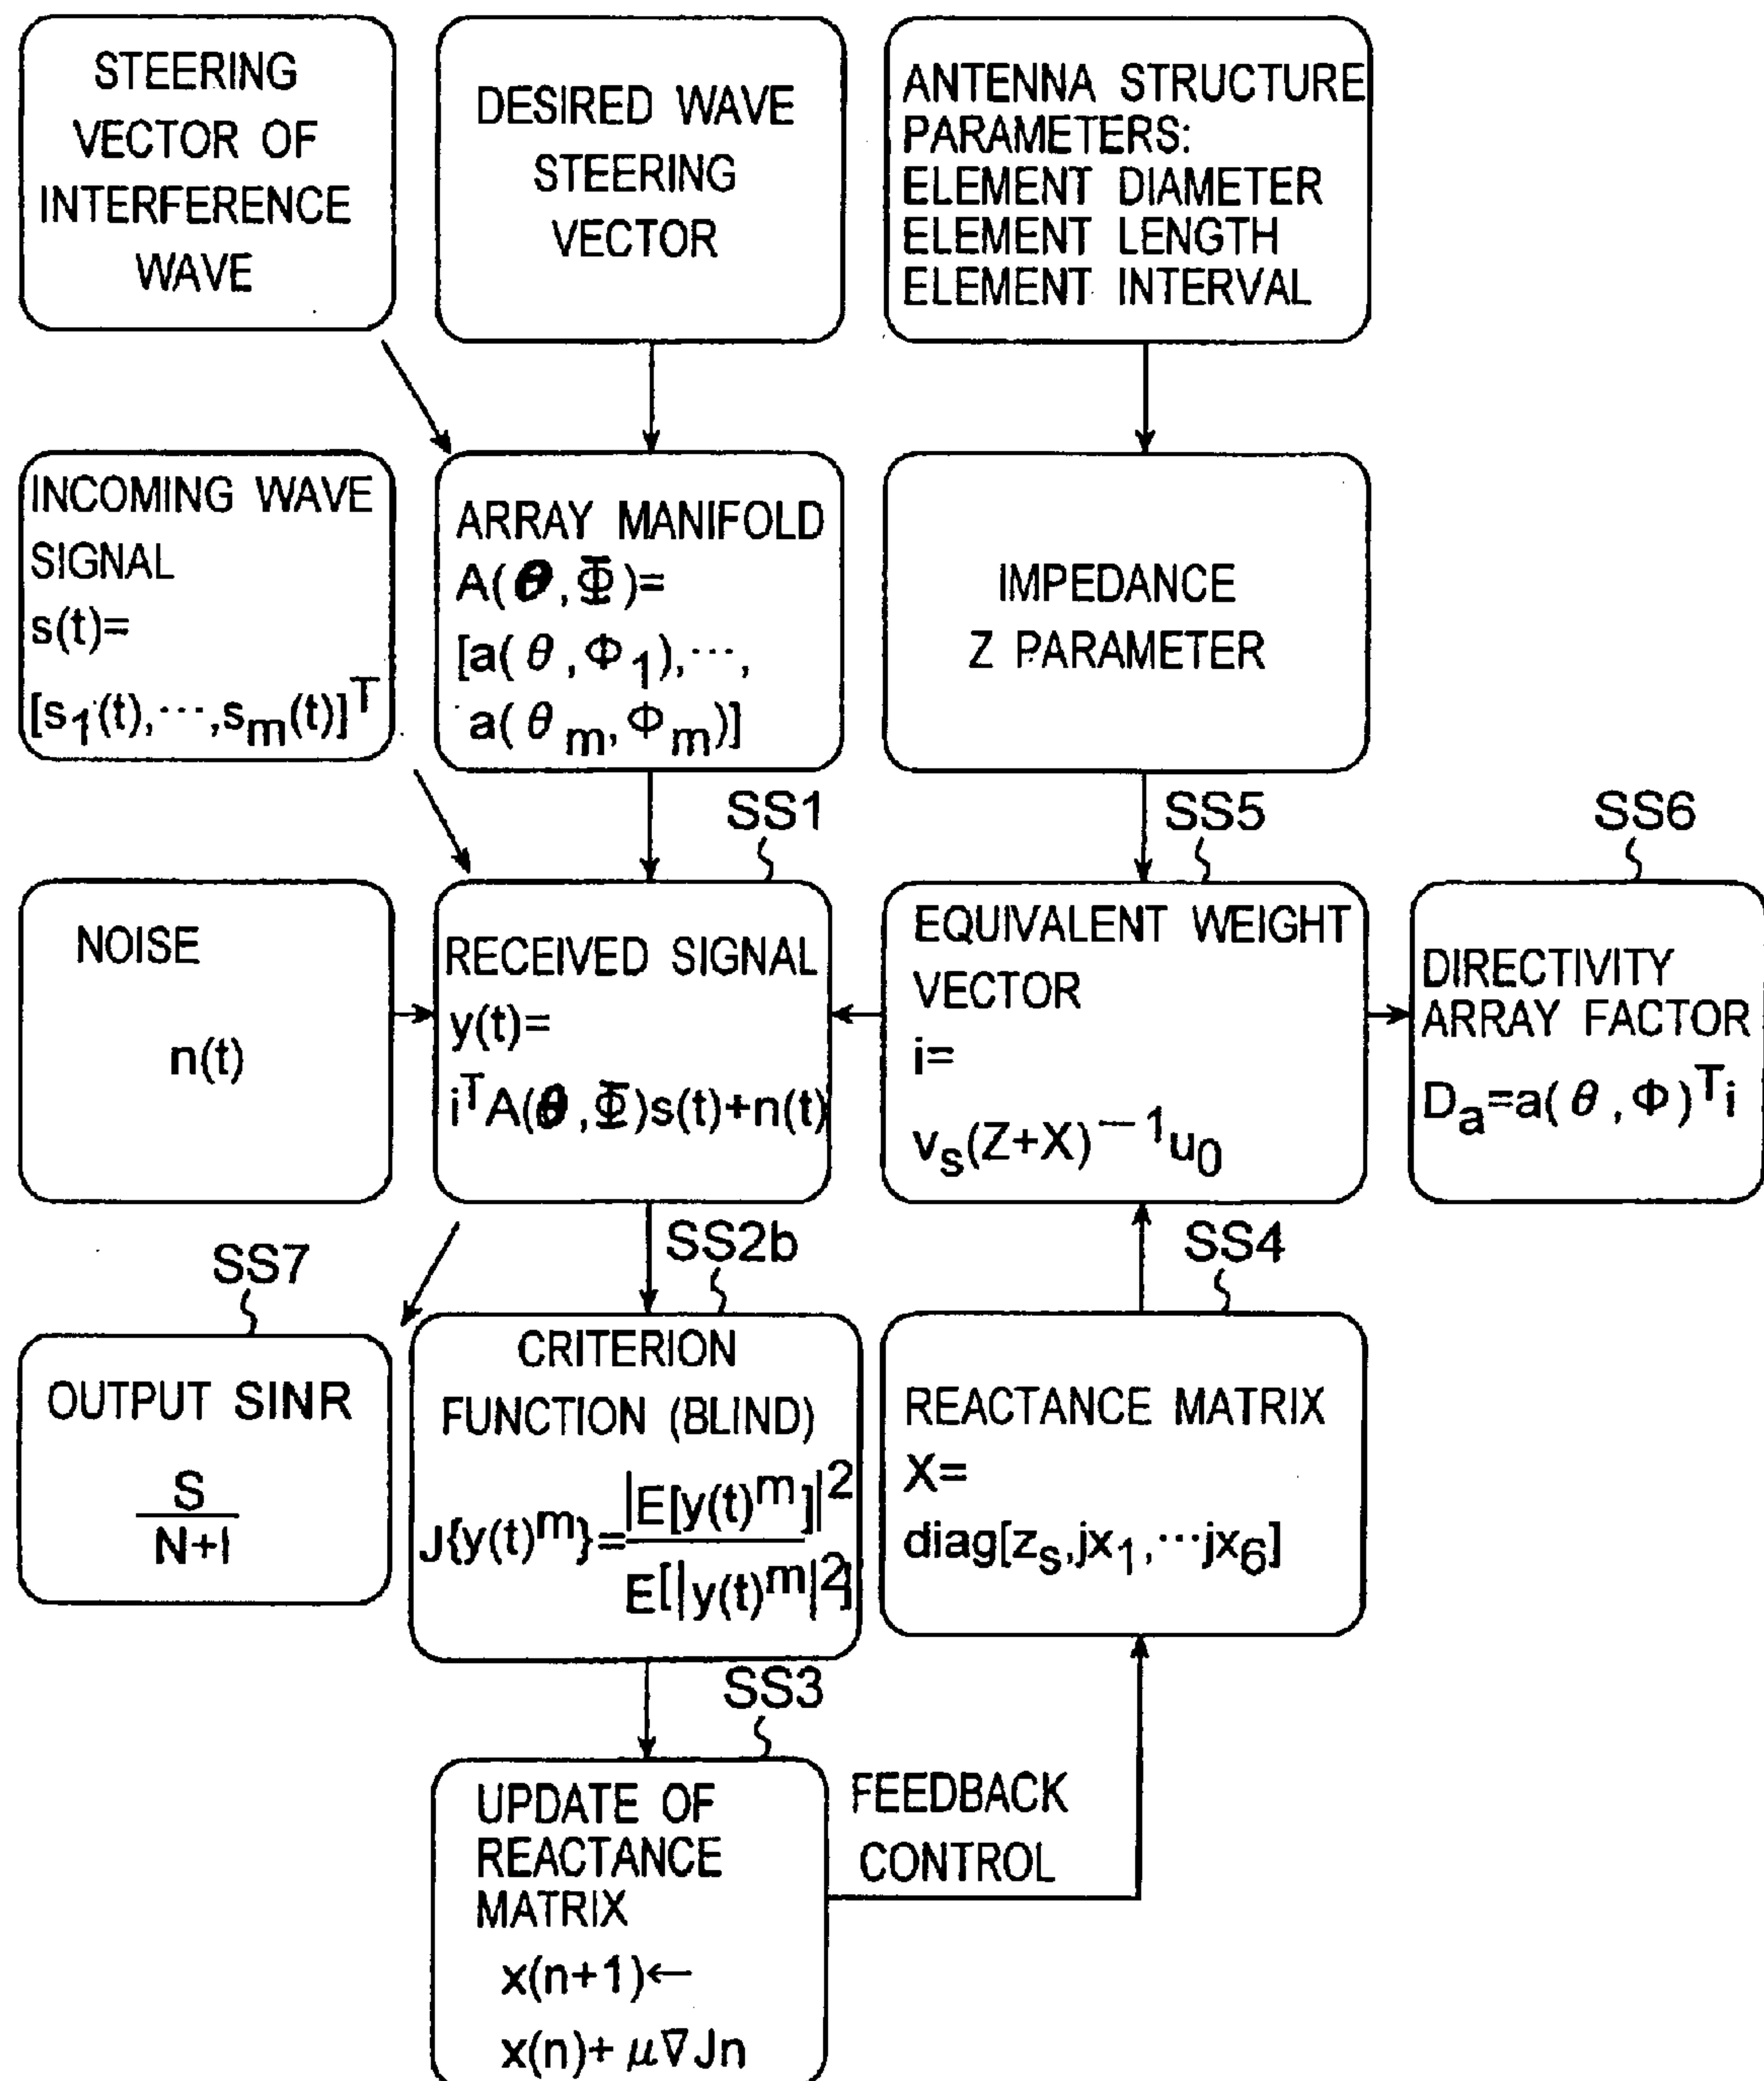 STEERING
VECTOR OF
INTERFERENCE
WAVE
DESIRED WAVE
STEERING
VECTOR
ANTENNA STRUCTURE
PARAMETERS:
ELEMENT DIAMETER
ELEMENT LENGTH
ELEMENT INTERVAL
INCOMING WAVE
SIGNAL
s(t)=
[s₁(t),⋯,sₘ(t)]ᵀ
ARRAY MANIFOLD
A(θ,Φ)=
[a(θ,Φ₁),⋯,
a(θₘ,Φₘ)]
IMPEDANCE
Z PARAMETER
SS1
SS5
SS6
NOISE
n(t)
RECEIVED SIGNAL
y(t)=
iᵀA(θ,Φ)s(t)+n(t)
EQUIVALENT WEIGHT
VECTOR
i=
vₛ(Z+X)⁻¹u₀
DIRECTIVITY
ARRAY FACTOR
Dₐ=a(θ,Φ)ᵀi
SS7
SS2b
SS4
OUTPUT SINR
S
N+I
CRITERION
FUNCTION (BLIND)
J{y(t)ᵐ}=|E[y(t)ᵐ]|²
E[|y(t)ᵐ|²]
REACTANCE MATRIX
X=
diag[zₛ,jx₁,⋯jx₆]
SS3
UPDATE OF
REACTANCE
MATRIX
x(n+1)←
x(n)+μ∇Jn
FEEDBACK
CONTROL